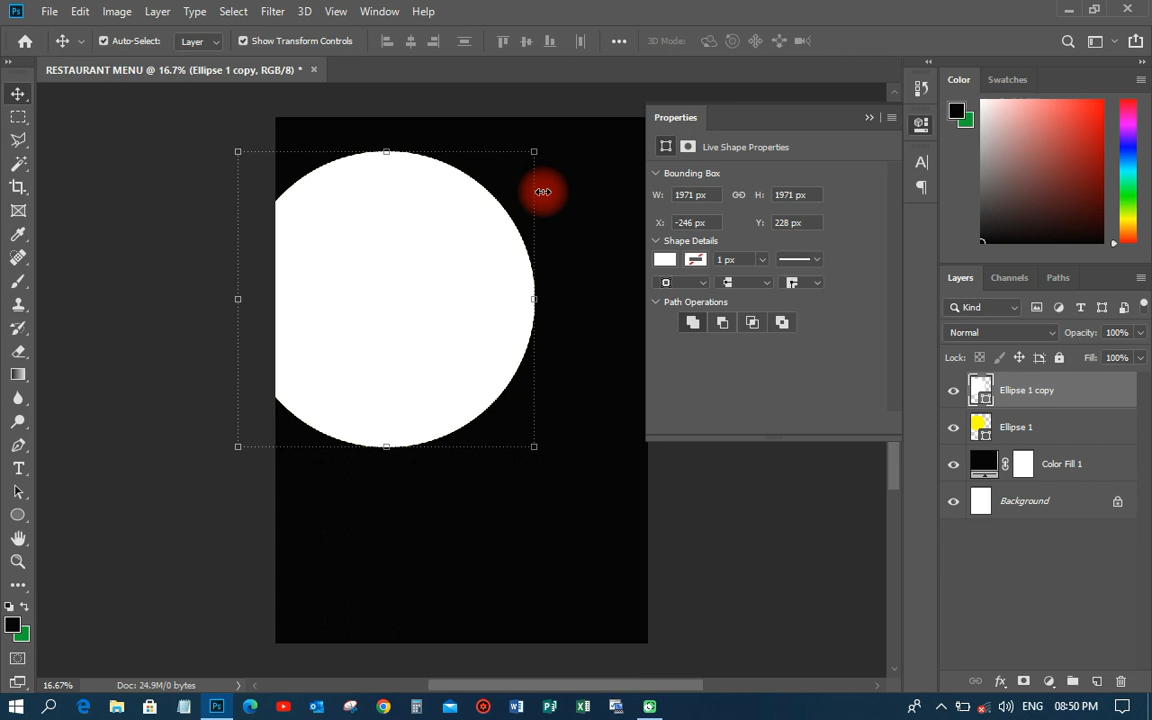 Ps File Edit Image Layer Type Select Filter 3D View Window Help
Auto-Select: Layer Show Transform Controls 3D Mode:
RESTAURANT MENU @ 16.7% (Ellipse 1 copy, RGB/8) *
Properties
Live Shape Properties
Bounding Box
W: 1971 px H: 1971 px
X: -246 px Y: 228 px
Shape Details
1 px
Path Operations
Color Swatches
Layers Channels Paths
Kind
Normal Opacity: 100%
Lock: Fill: 100%
Ellipse 1 copy
Ellipse 1
Color Fill 1
Background
16.67% Doc: 24.9M/0 bytes
Ps ENG 08:50 PM